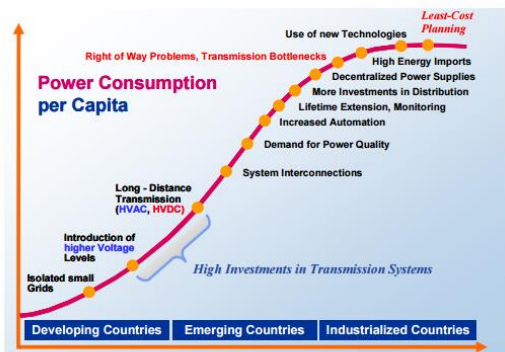 Least-Cost
Planning
Use of new Technologies
Right of Way Problems, Transmission Bottlenecks
High Energy Imports
Power Consumption
per Capita
Decentralized Power Supplies
More Investments in Distribution
Lifetime Extension, Monitoring
Increased Automation
Demand for Power Quality
System Interconnections
Long - Distance
Transmission
(HVAC, HVDC)
Introduction of
higher Voltage
Levels
High Investments in Transmission Systems
Isolated small
Grids
Developing Countries
Emerging Countries
Industrialized Countries